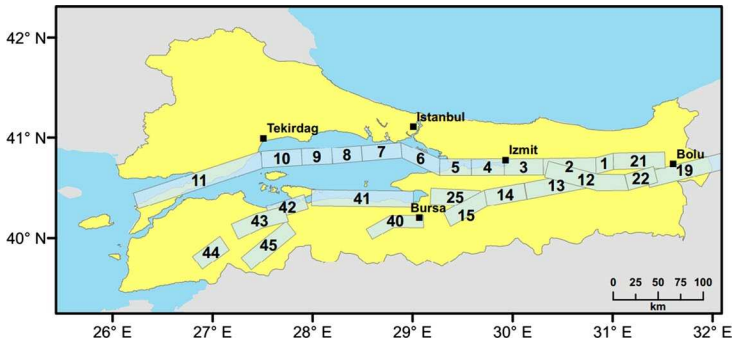 42° N
41° N
40° N
Tekirdag
Istanbul
Izmit
Bolu
Bursa
10
9
8
7
6
5
4
3
2
1
21
19
11
41
42
43
44
45
40
25
15
14
13
12
22
0 25 50 75 100
km
26° E 27° E 28° E 29° E 30° E 31° E 32° E